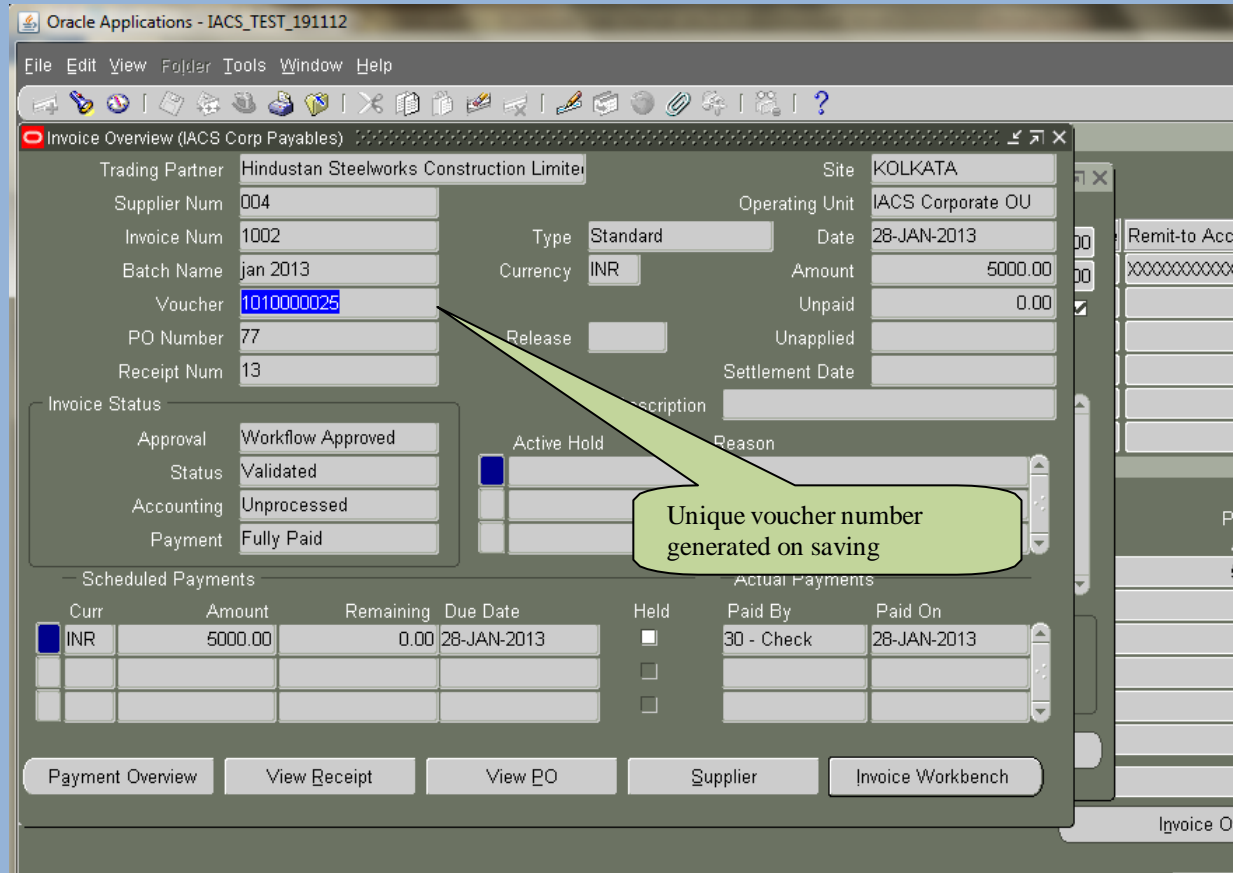 Oracle Applications - IACS_TEST_191112
File Edit View Folder Tools Window Help
Invoice Overview (IACS Corp Payables)
Trading Partner Hindustan Steelworks Construction Limite Site KOLKATA
Supplier Num 004 Operating Unit IACS Corporate OU
Invoice Num 1002 Type Standard Date 28-JAN-2013
Batch Name jan 2013 Currency INR Amount 5000.00
Voucher 1010000025 Unpaid 0.00
PO Number 77 Release Unapplied
Receipt Num 13 Settlement Date
Invoice Status
Approval Workflow Approved
Status Validated
Accounting Unprocessed
Payment Fully Paid
Active Hold Reason
Unique voucher number
generated on saving
Scheduled Payments Actual Payments
Curr Amount Remaining Due Date Held Paid By Paid On
INR 5000.00 0.00 28-JAN-2013 30 - Check 28-JAN-2013
Payment Overview View Receipt View PO Supplier Invoice Workbench
Remit-to Acc
Invoice O